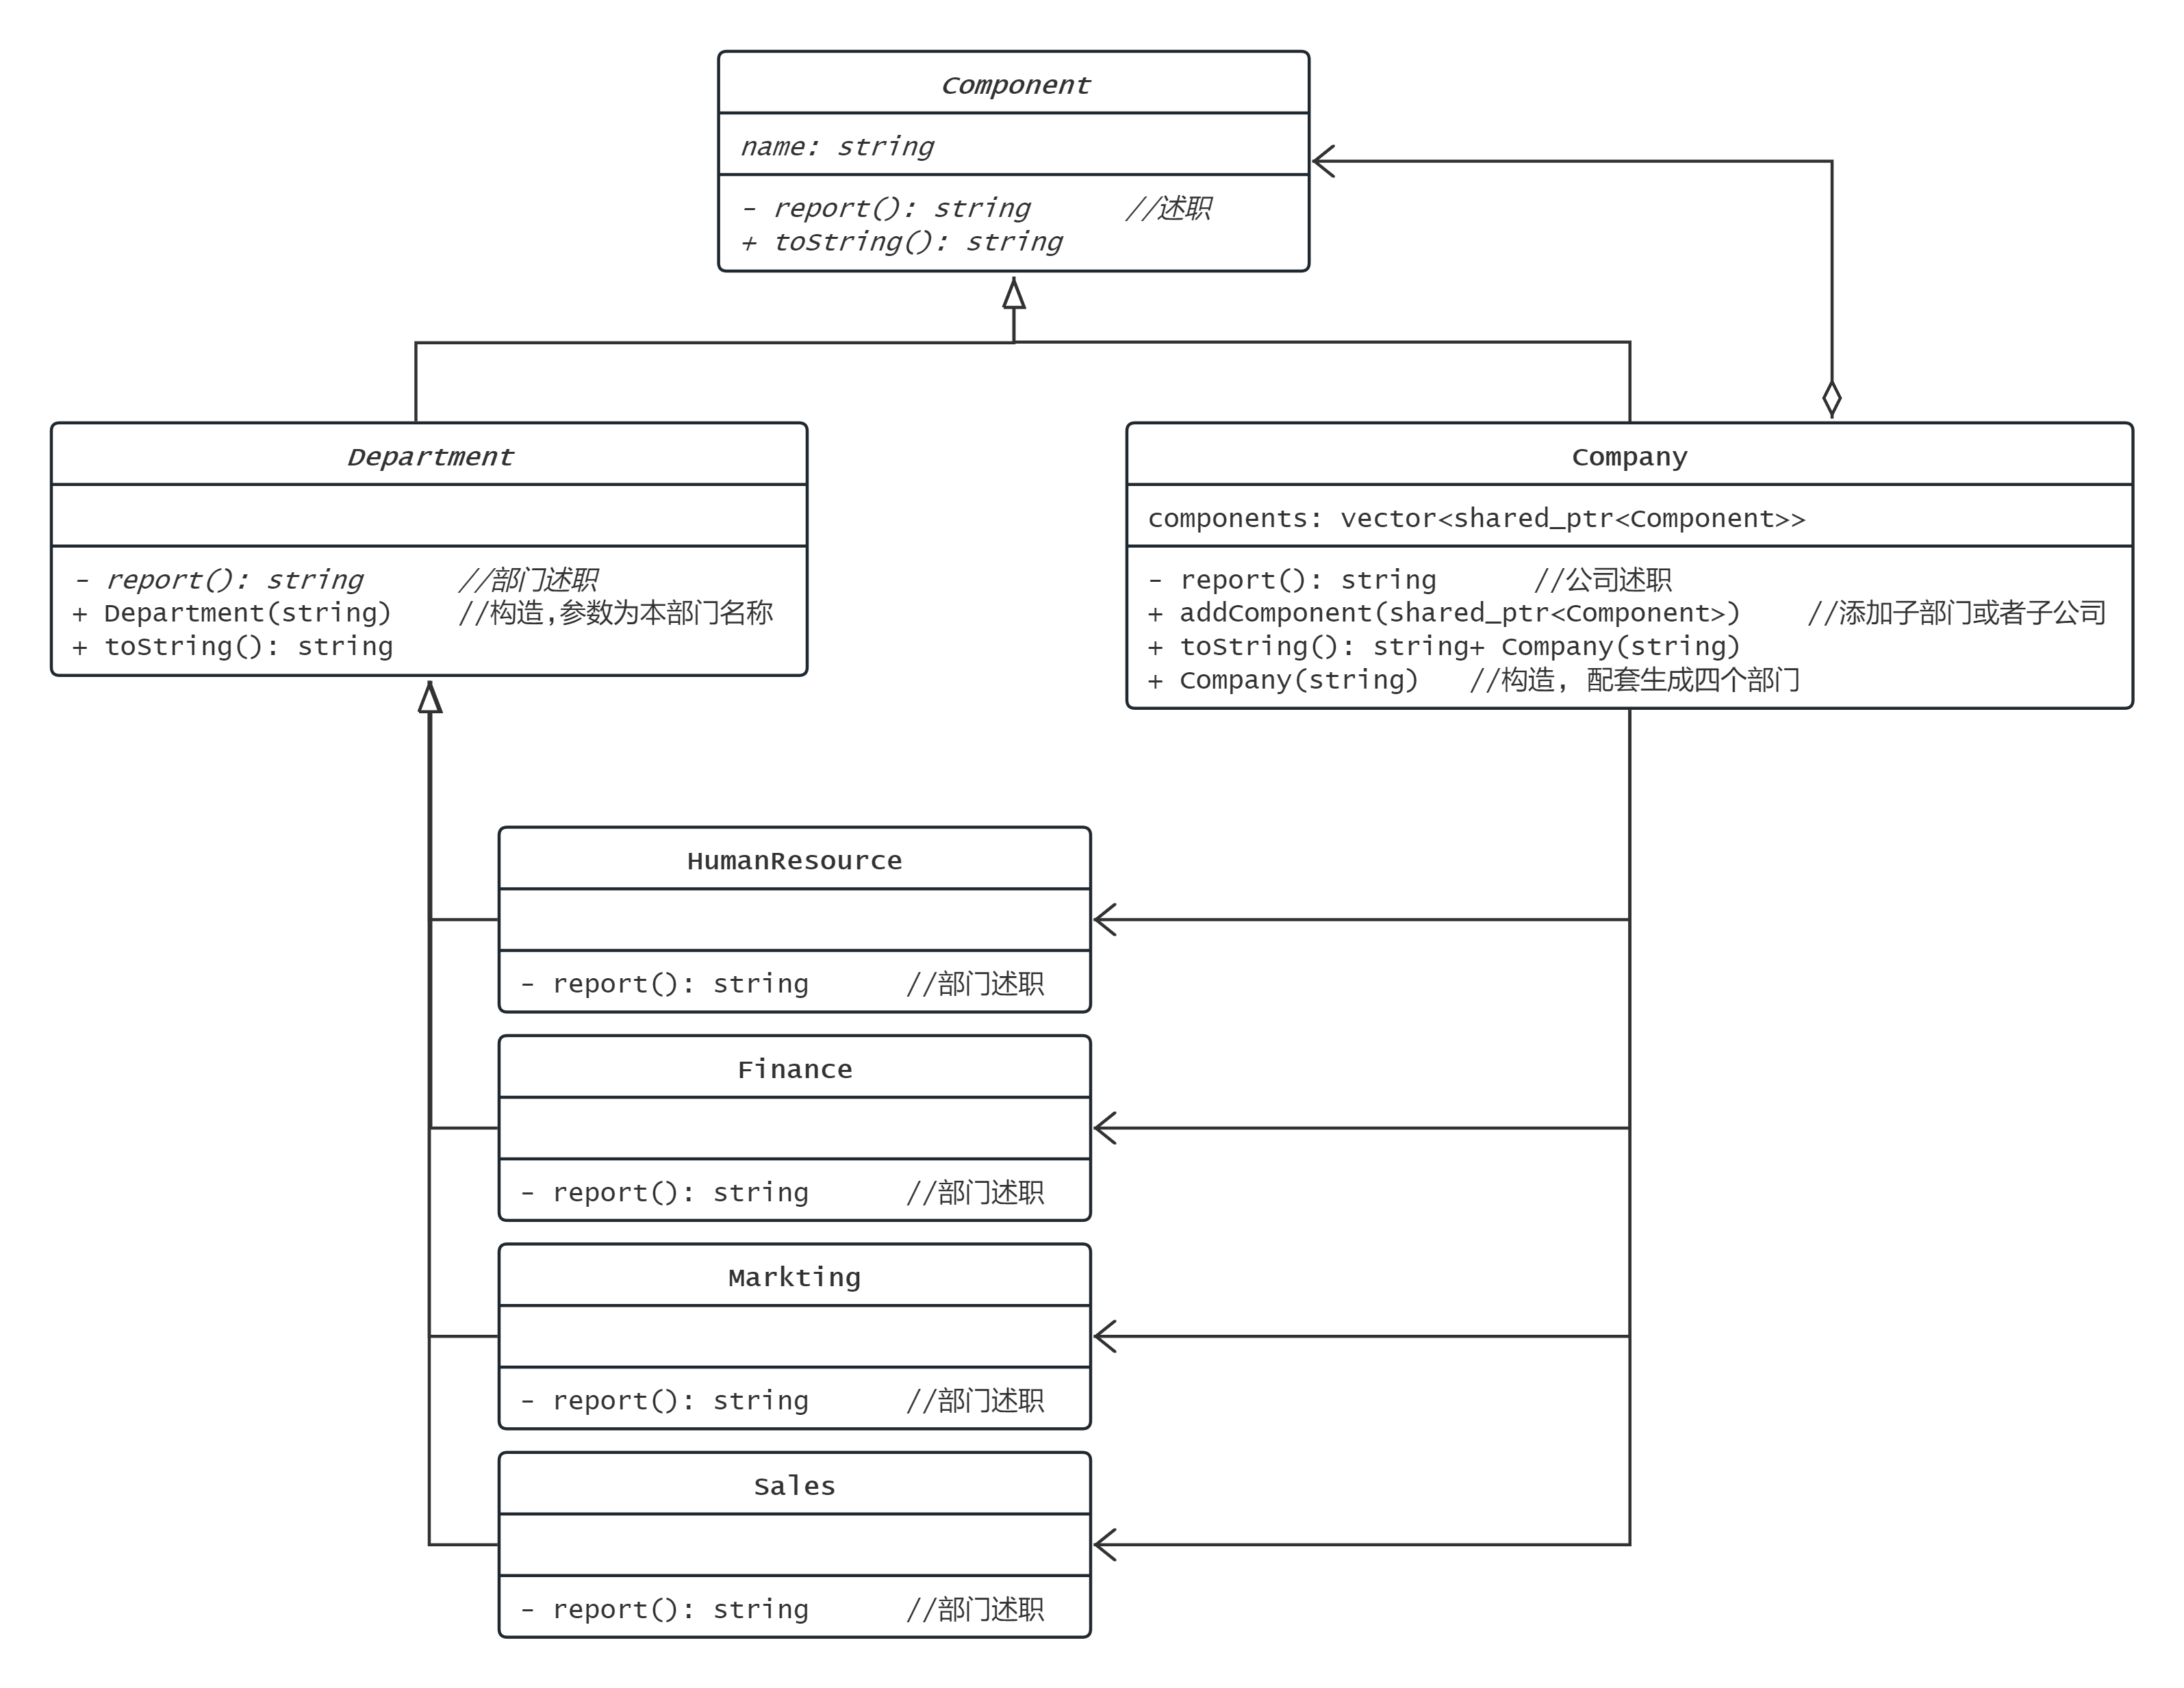 Component
name: string
- report(): string //述职
+ toString(): string
Department
- report(): string //部门述职
+ Department(string) //构造,参数为本部门名称
+ toString(): string
Company
components: vector<shared_ptr<Component>>
- report(): string //公司述职
+ addComponent(shared_ptr<Component>) //添加子部门或者子公司
+ toString(): string+ Company(string)
+ Company(string) //构造, 配套生成四个部门
HumanResource
- report(): string //部门述职
Finance
- report(): string //部门述职
Markting
- report(): string //部门述职
Sales
- report(): string //部门述职